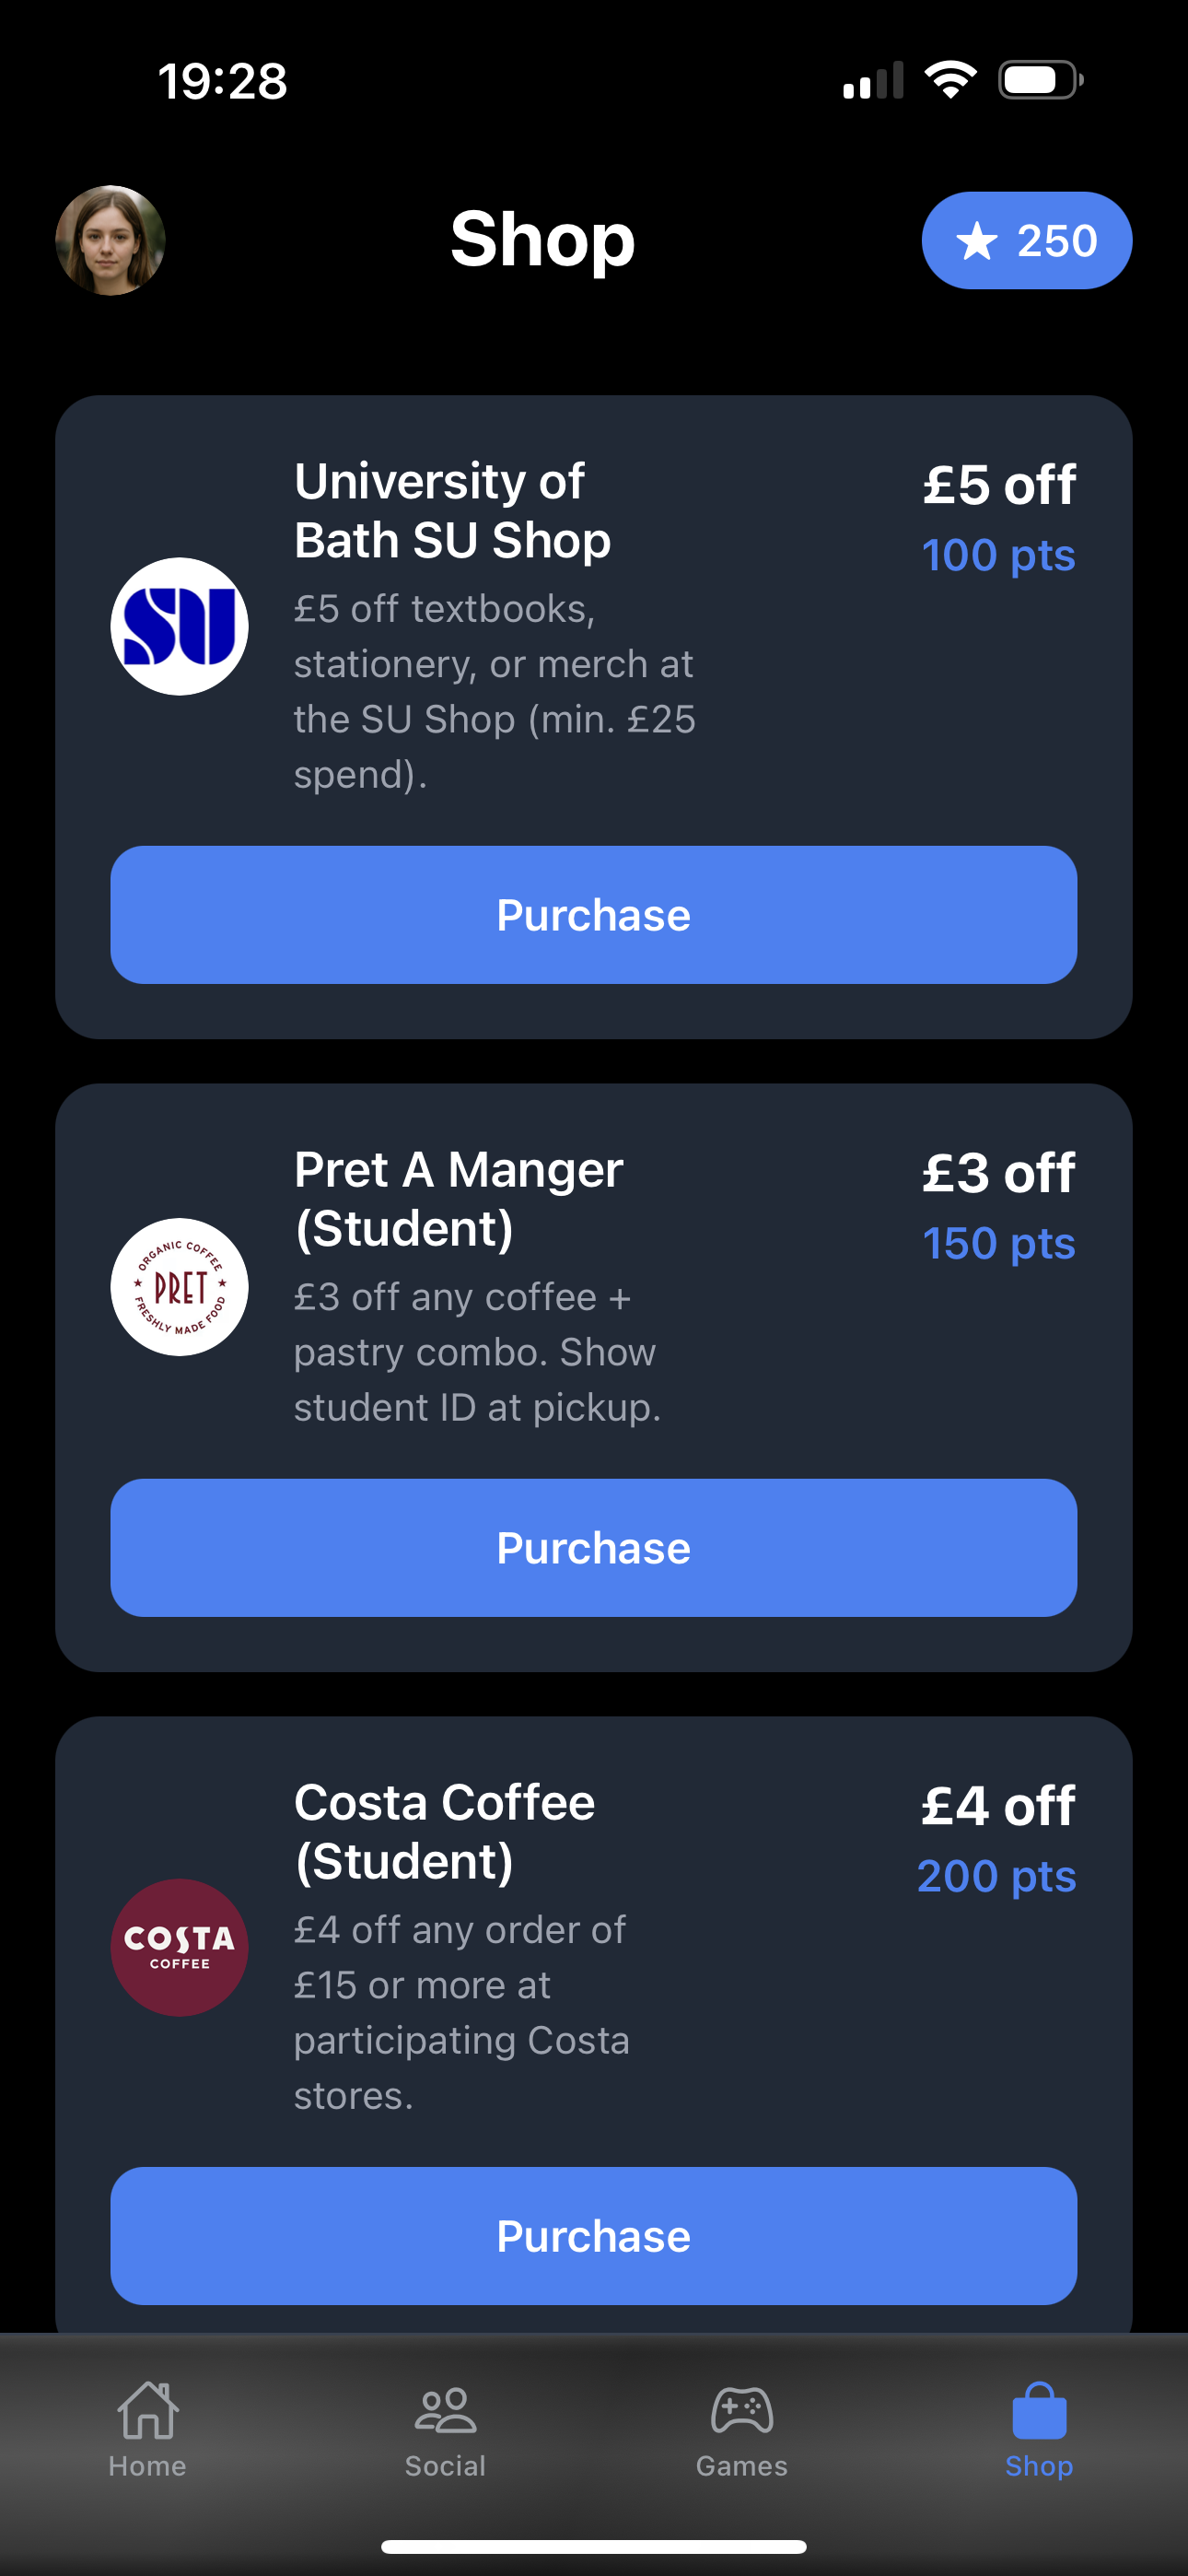 19:28
Shop
250
University of
Bath SU Shop
£5 off
100 pts
£5 off textbooks,
stationery, or merch at
the SU Shop (min. £25
spend).
SU
Purchase
Pret A Manger
(Student)
£3 off
150 pts
£3 off any coffee +
pastry combo. Show
student ID at pickup.
ORGANIC COFFEE
★ PRET ★
FRESHLY MADE FOOD
Purchase
Costa Coffee
(Student)
£4 off
200 pts
£4 off any order of
£15 or more at
participating Costa
stores.
COSTA
COFFEE
Purchase
Home
Social
Games
Shop